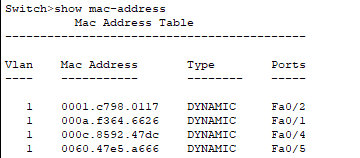 Switch>show mac-address
Mac Address Table
-------------------------------------------
Vlan Mac Address Type Ports
---- ----------- -------- -----
1 0001.c798.0117 DYNAMIC Fa0/2
1 000a.f364.6626 DYNAMIC Fa0/1
1 000c.8592.47dc DYNAMIC Fa0/4
1 0060.47e5.a666 DYNAMIC Fa0/5